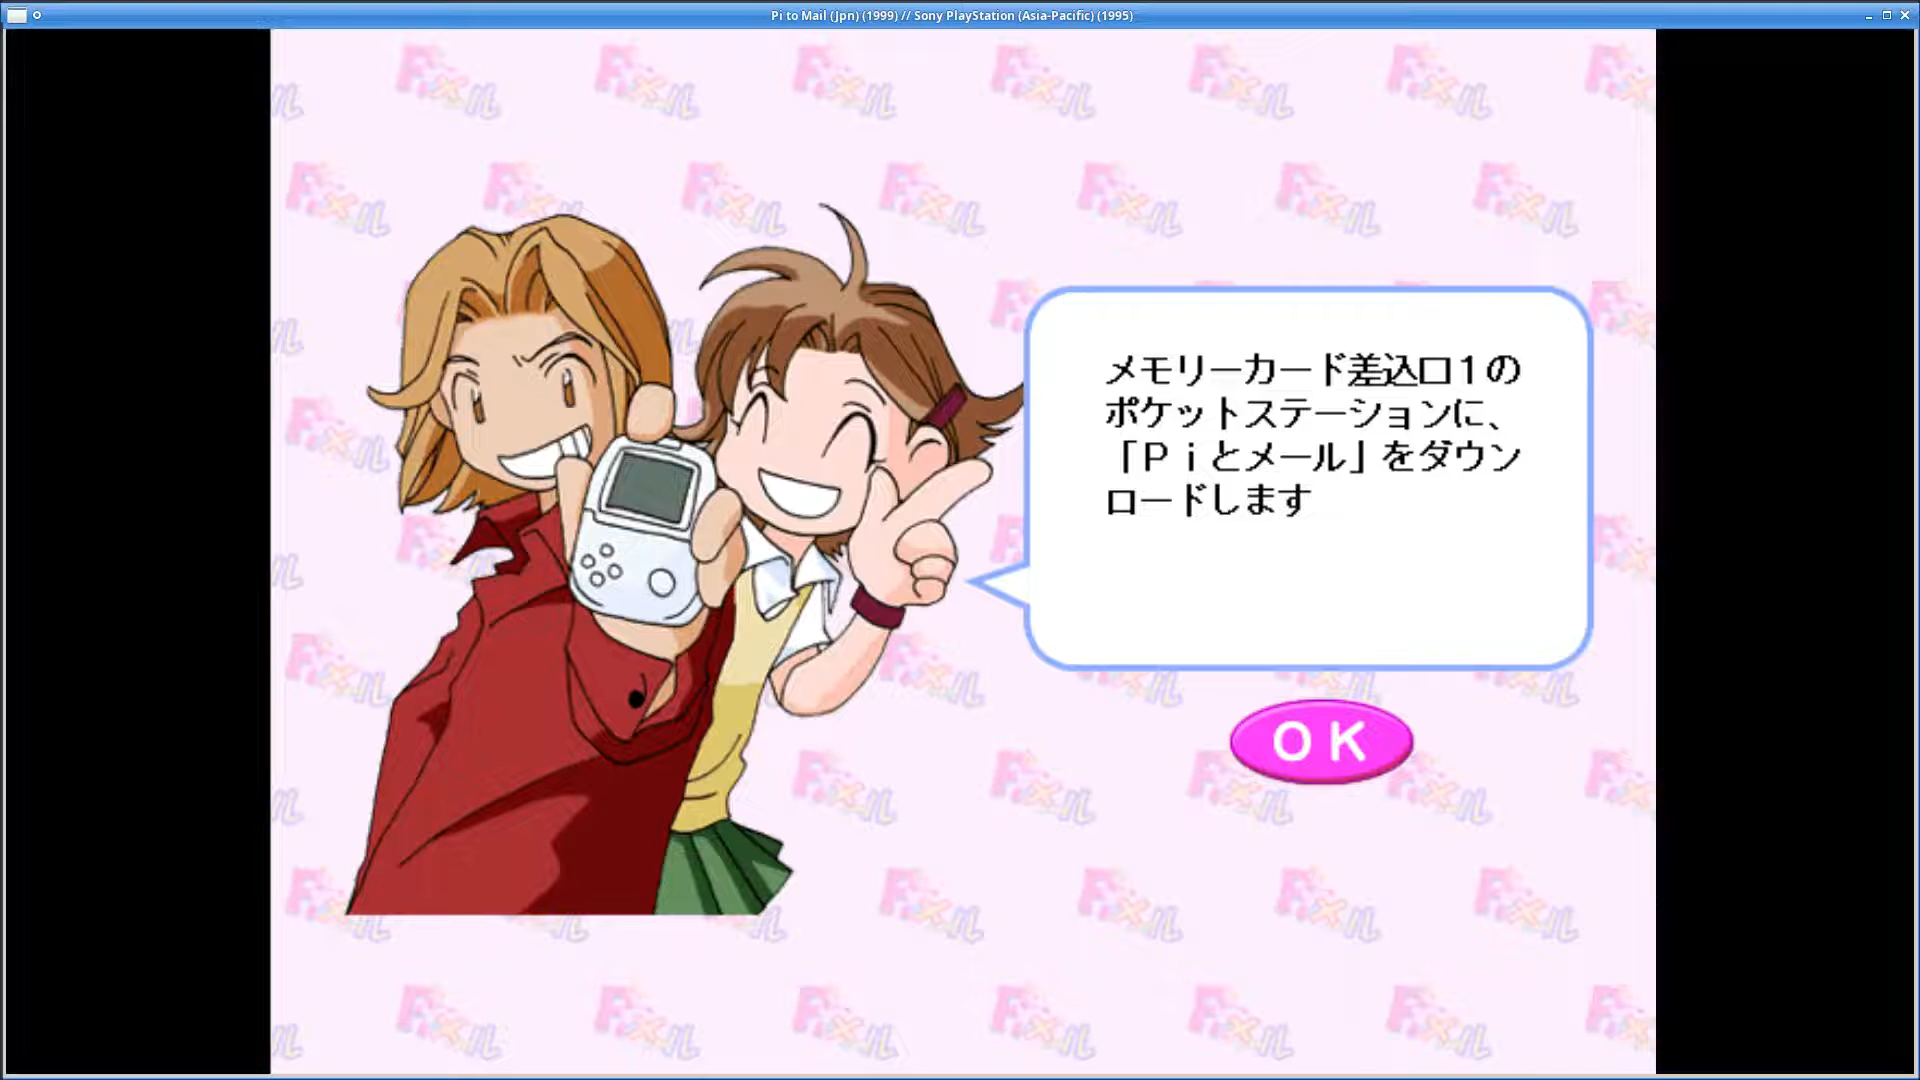 Pi to Mail (Jpn) (1999) // Sony PlayStation (Asia-Pacific) (1995)
メモリーカード差込口１の
ポケットステーションに、
「Ｐｉとメール」をダウン
ロードします
ＯＫ